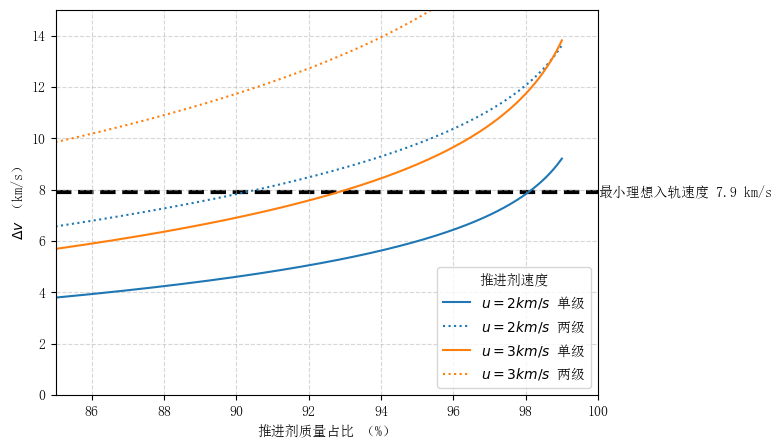 14
12
10
8
6
4
2
0
Δv (km/s)
最小理想入轨速度 7.9 km/s
推进剂速度
u = 2km/s 单级
u = 2km/s 两级
u = 3km/s 单级
u = 3km/s 两级
86 88 90 92 94 96 98 100
推进剂质量占比 (%)